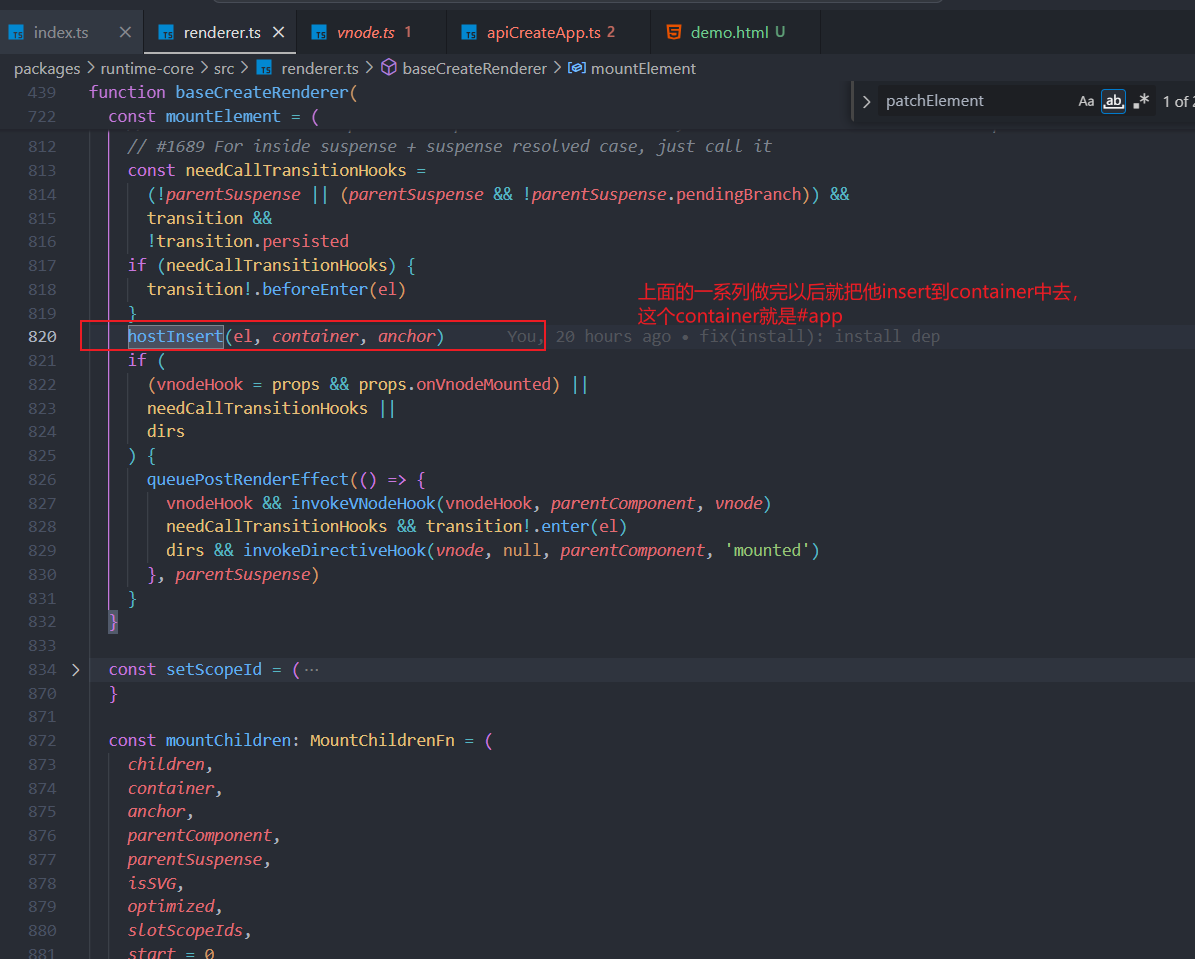 index.ts
renderer.ts
vnode.ts 1
apiCreateApp.ts 2
demo.html U
packages > runtime-core > src > renderer.ts > baseCreateRenderer > mountElement
patchElement Aa ab .* 1 of 2
439 function baseCreateRenderer(
722 const mountElement = (
812 // #1689 For inside suspense + suspense resolved case, just call it
813 const needCallTransitionHooks =
814 (!parentSuspense || (parentSuspense && !parentSuspense.pendingBranch)) &&
815 transition &&
816 !transition.persisted
817 if (needCallTransitionHooks) {
818 transition!.beforeEnter(el)
上面的一系列做完以后就把他insert到container中去，
819 }
这个container就是#app
820 hostInsert(el, container, anchor) You, 20 hours ago • fix(install): install dep
821 if (
822 (vnodeHook = props && props.onVnodeMounted) ||
823 needCallTransitionHooks ||
824 dirs
825 ) {
826 queuePostRenderEffect(() => {
827 vnodeHook && invokeVNodeHook(vnodeHook, parentComponent, vnode)
828 needCallTransitionHooks && transition!.enter(el)
829 dirs && invokeDirectiveHook(vnode, null, parentComponent, 'mounted')
830 }, parentSuspense)
831 }
832 }
833
834 const setScopeId = ( ···
870 }
871
872 const mountChildren: MountChildrenFn = (
873 children,
874 container,
875 anchor,
876 parentComponent,
877 parentSuspense,
878 isSVG,
879 optimized,
880 slotScopeIds,
881 start = 0